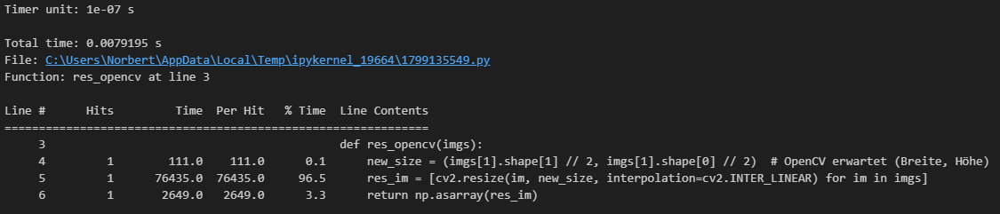 Timer unit: 1e-07 s
Total time: 0.0079195 s
File: C:\Users\Norbert\AppData\Local\Temp\ipykernel_19664\1799135549.py
Function: res_opencv at line 3
Line #      Hits         Time  Per Hit   % Time  Line Contents
==============================================================
     3                                           def res_opencv(imgs):
     4         1        111.0    111.0      0.1      new_size = (imgs[1].shape[1] // 2, imgs[1].shape[0] // 2)  # OpenCV erwartet (Breite, Höhe)
     5         1      76435.0  76435.0     96.5      res_im = [cv2.resize(im, new_size, interpolation=cv2.INTER_LINEAR) for im in imgs]
     6         1       2649.0   2649.0      3.3      return np.asarray(res_im)